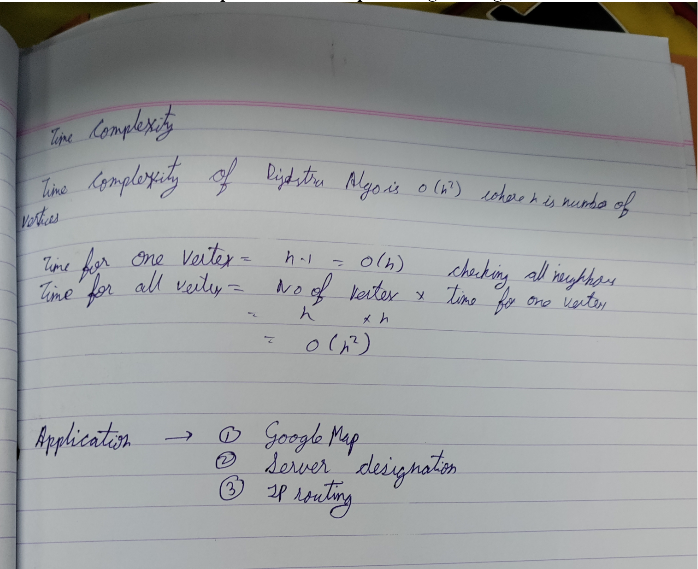 Time Complexity
Time Complexity of Dijkstra Algo is O(n²) where n is number of
vertices
Time for one vertex = n-1 = O(n) checking all neighbours
Time for all vertex = No of vertex × time for one vertex
= n × n
= O(n²)
Application → ① Google Map
② Server designation
③ IP routing